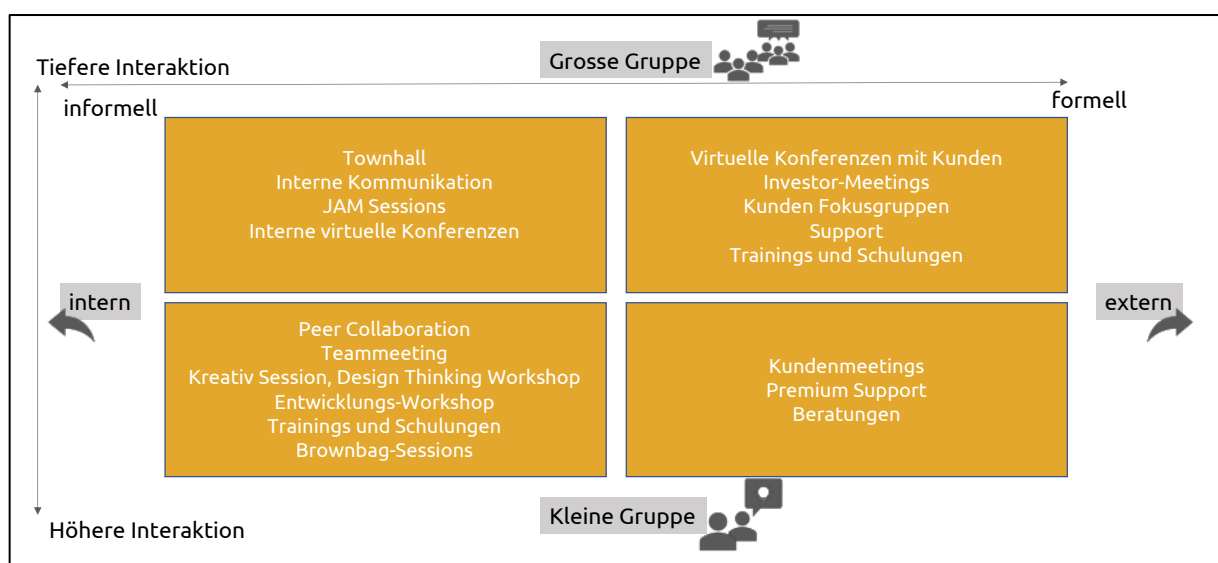 Grosse Gruppe
Tiefere Interaktion
informell
formell
Townhall
Interne Kommunikation
JAM Sessions
Interne virtuelle Konferenzen
Virtuelle Konferenzen mit Kunden
Investor-Meetings
Kunden Fokusgruppen
Support
Trainings und Schulungen
intern
extern
Peer Collaboration
Teammeeting
Kreativ Session, Design Thinking Workshop
Entwicklungs-Workshop
Trainings und Schulungen
Brownbag-Sessions
Kundenmeetings
Premium Support
Beratungen
Kleine Gruppe
Höhere Interaktion